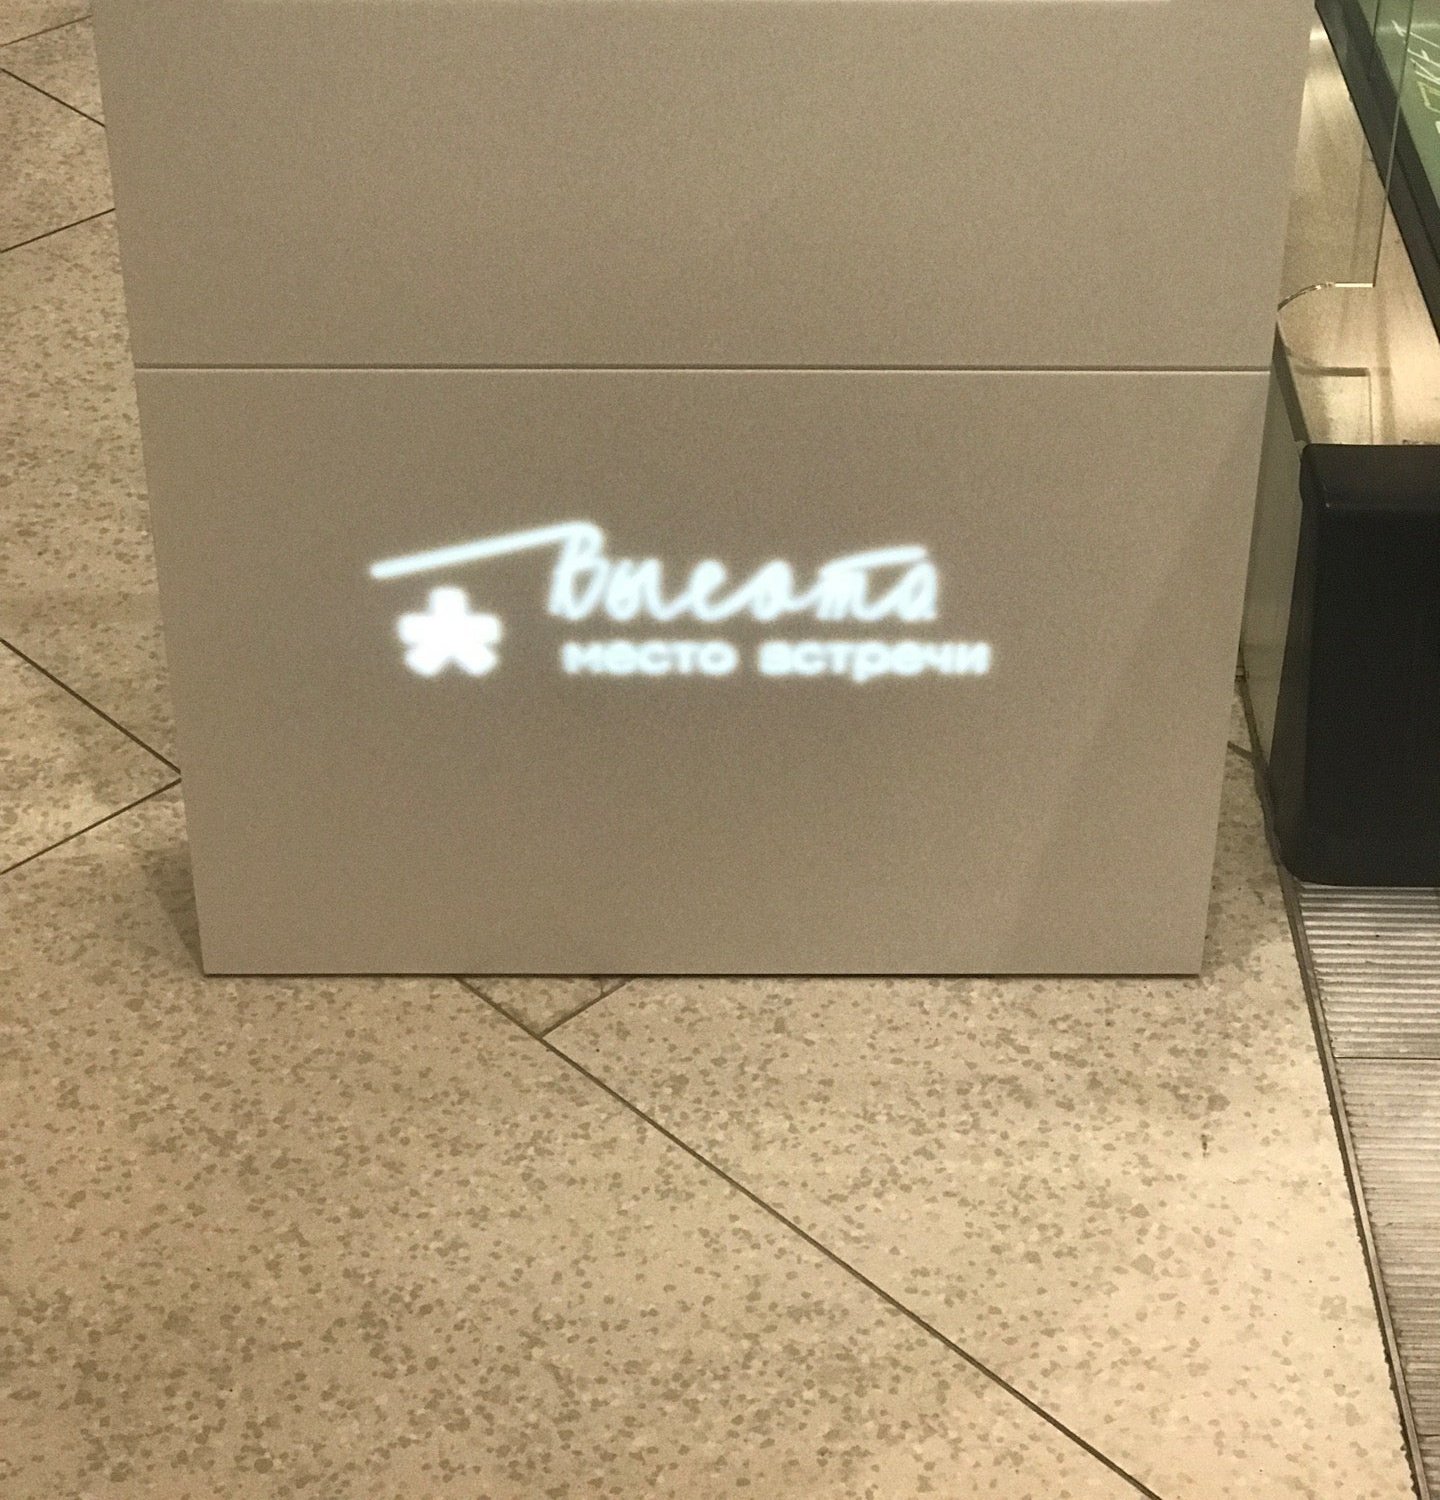 Высота
место встречи